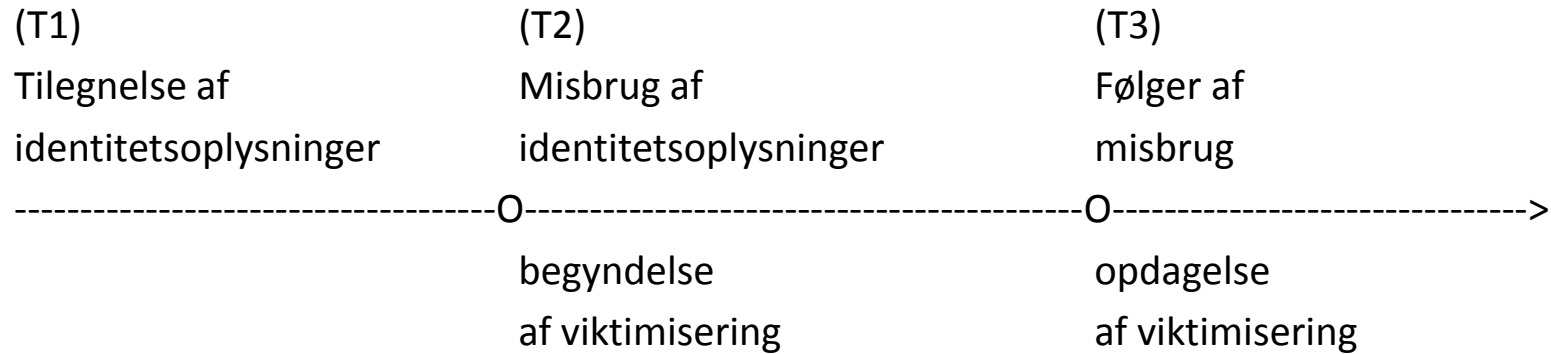 (T1) (T2) (T3)
Tilegnelse af Misbrug af Følger af
identitetsoplysninger identitetsoplysninger misbrug
-------------------------------------O-------------------------------------------O-------------------------------->
begyndelse opdagelse
af viktimisering af viktimisering